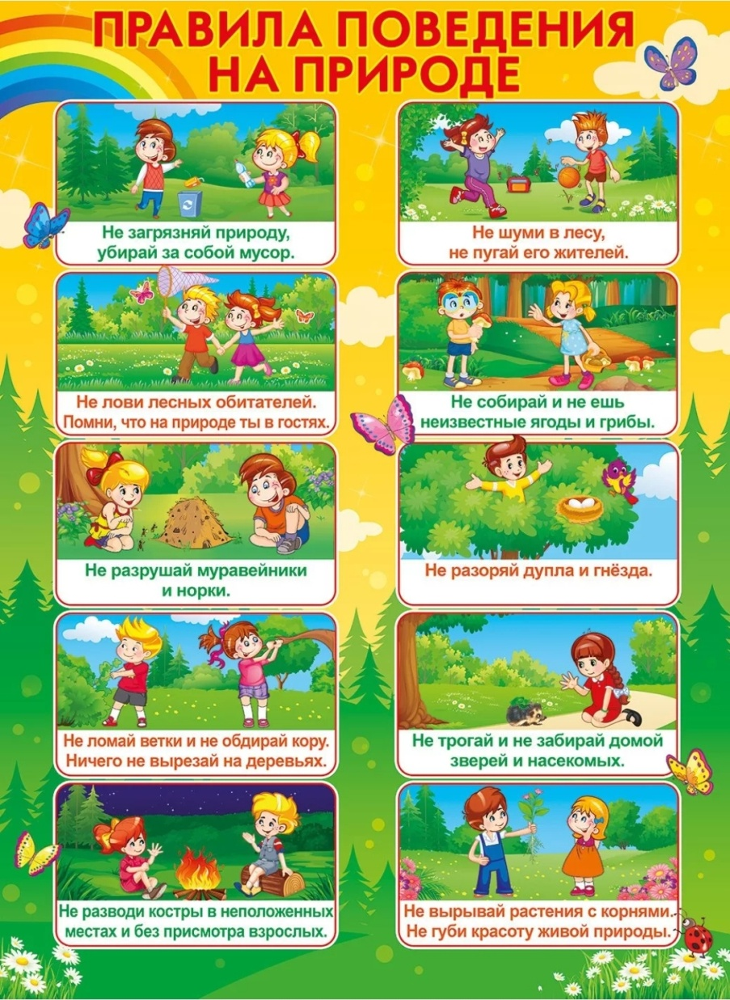 ПРАВИЛА ПОВЕДЕНИЯ
НА ПРИРОДЕ
Не загрязняй природу,
убирай за собой мусор.
Не шуми в лесу,
не пугай его жителей.
Не лови лесных обитателей.
Помни, что на природе ты в гостях.
Не собирай и не ешь
неизвестные ягоды и грибы.
Не разрушай муравейники
и норки.
Не разоряй дупла и гнёзда.
Не ломай ветки и не обдирай кору.
Ничего не вырезай на деревьях.
Не трогай и не забирай домой
зверей и насекомых.
Не разводи костры в неположенных
местах и без присмотра взрослых.
Не вырывай растения с корнями.
Не губи красоту живой природы.